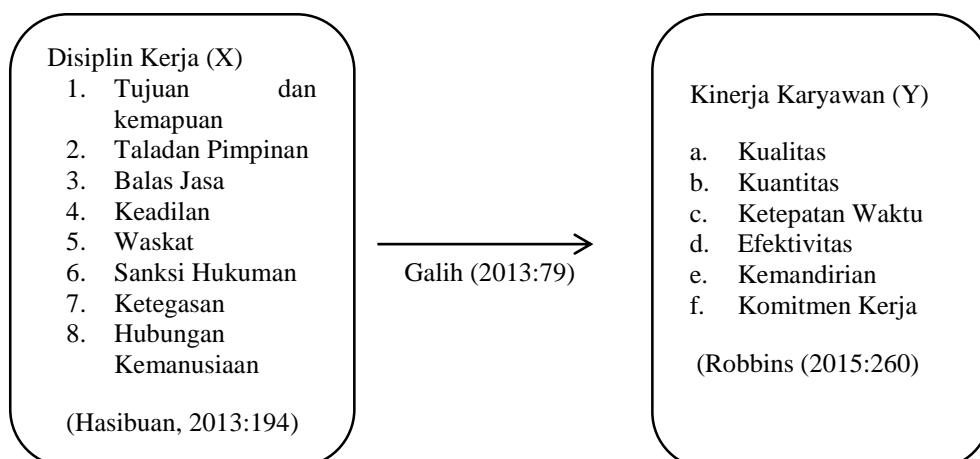 Disiplin Kerja (X)
1. Tujuan dan
kemapuan
2. Taladan Pimpinan
3. Balas Jasa
4. Keadilan
5. Waskat
6. Sanksi Hukuman
7. Ketegasan
8. Hubungan
Kemanusiaan
(Hasibuan, 2013:194)
Galih (2013:79)
Kinerja Karyawan (Y)
a. Kualitas
b. Kuantitas
c. Ketepatan Waktu
d. Efektivitas
e. Kemandirian
f. Komitmen Kerja
(Robbins (2015:260)